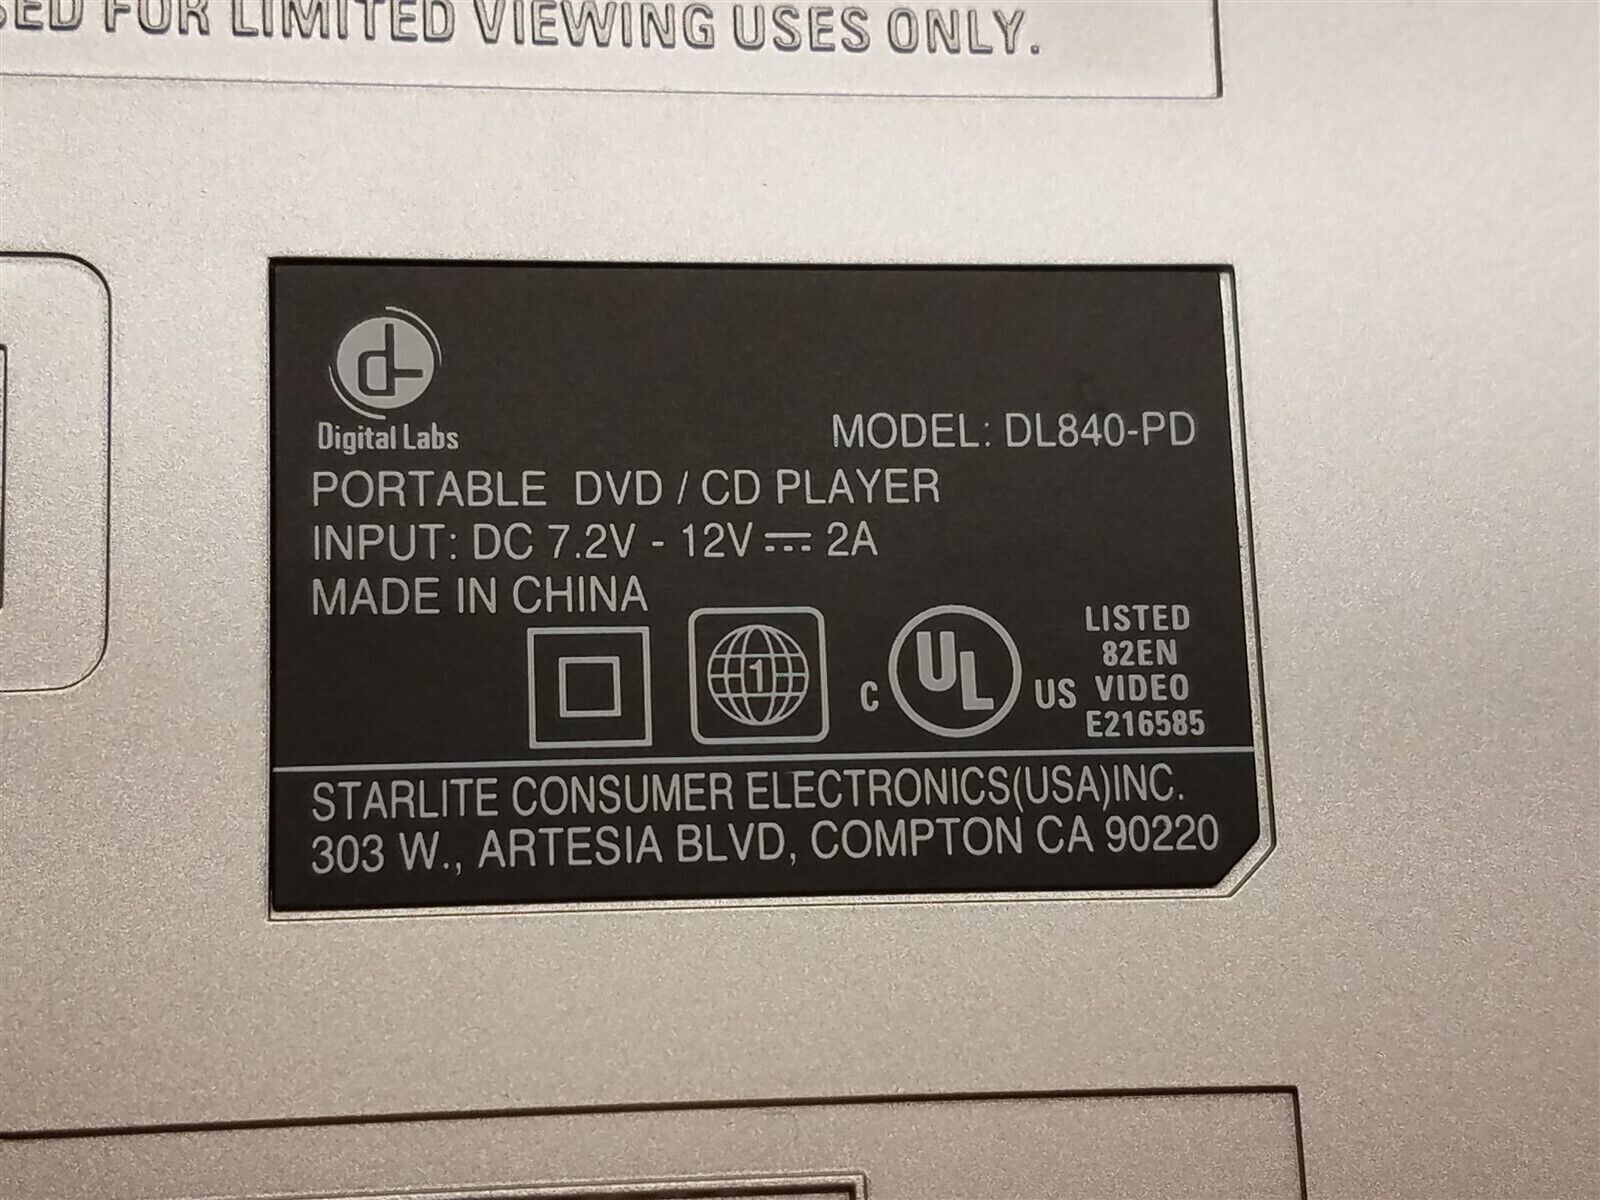 ED FOR LIMITED VIEWING USES ONLY.
Digital Labs
MODEL: DL840-PD
PORTABLE DVD / CD PLAYER
INPUT: DC 7.2V - 12V ⎓ 2A
MADE IN CHINA
1
C UL US
LISTED
82EN
VIDEO
E216585
STARLITE CONSUMER ELECTRONICS(USA)INC.
303 W., ARTESIA BLVD, COMPTON CA 90220